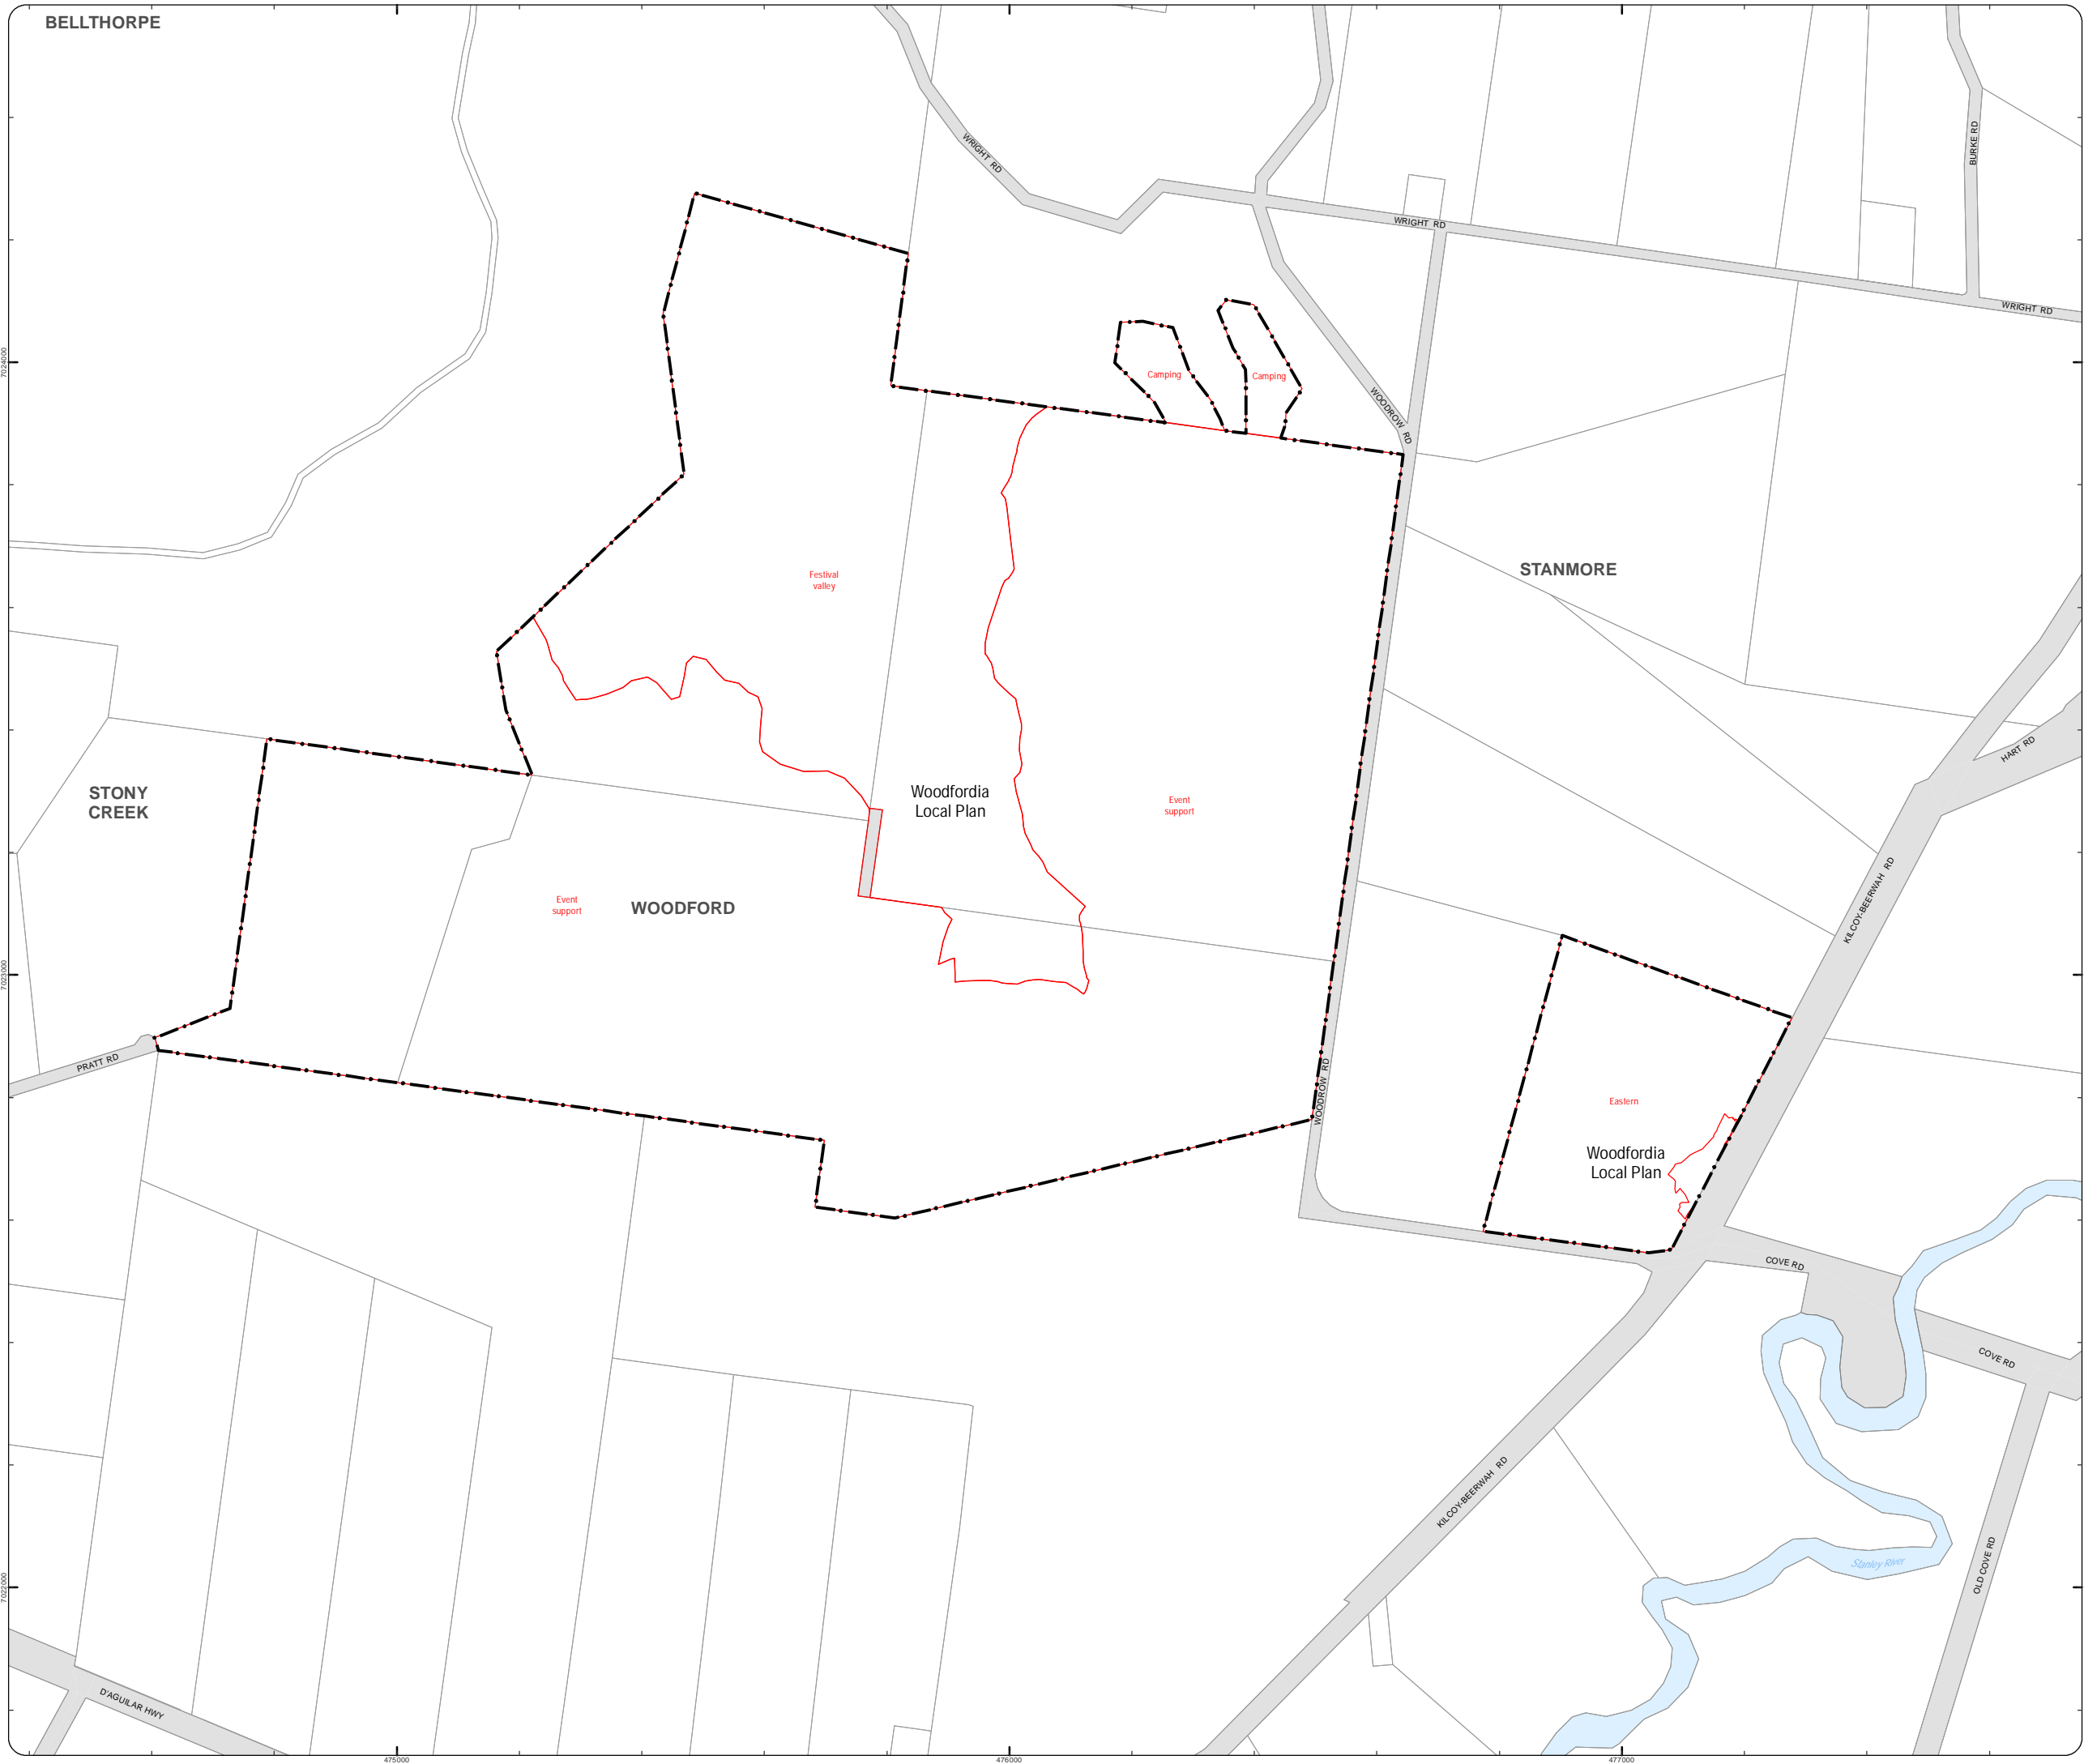 BELLTHORPE
WRIGHT RD
BURKE RD
WRIGHT RD
WRIGHT RD
7024000
Camping
Camping
WOODROW RD
Festival
valley
STANMORE
HART RD
STONY
CREEK
Woodfordia
Local Plan
Event
support
Event
support
WOODFORD
KILCOY-BEERWAH RD
7023000
PRATT RD
WOODROW RD
Eastern
Woodfordia
Local Plan
COVE RD
COVE RD
KILCOY-BEERWAH RD
Stanley River
OLD COVE RD
7022000
D'AGUILAR HWY
475000
476000
477000